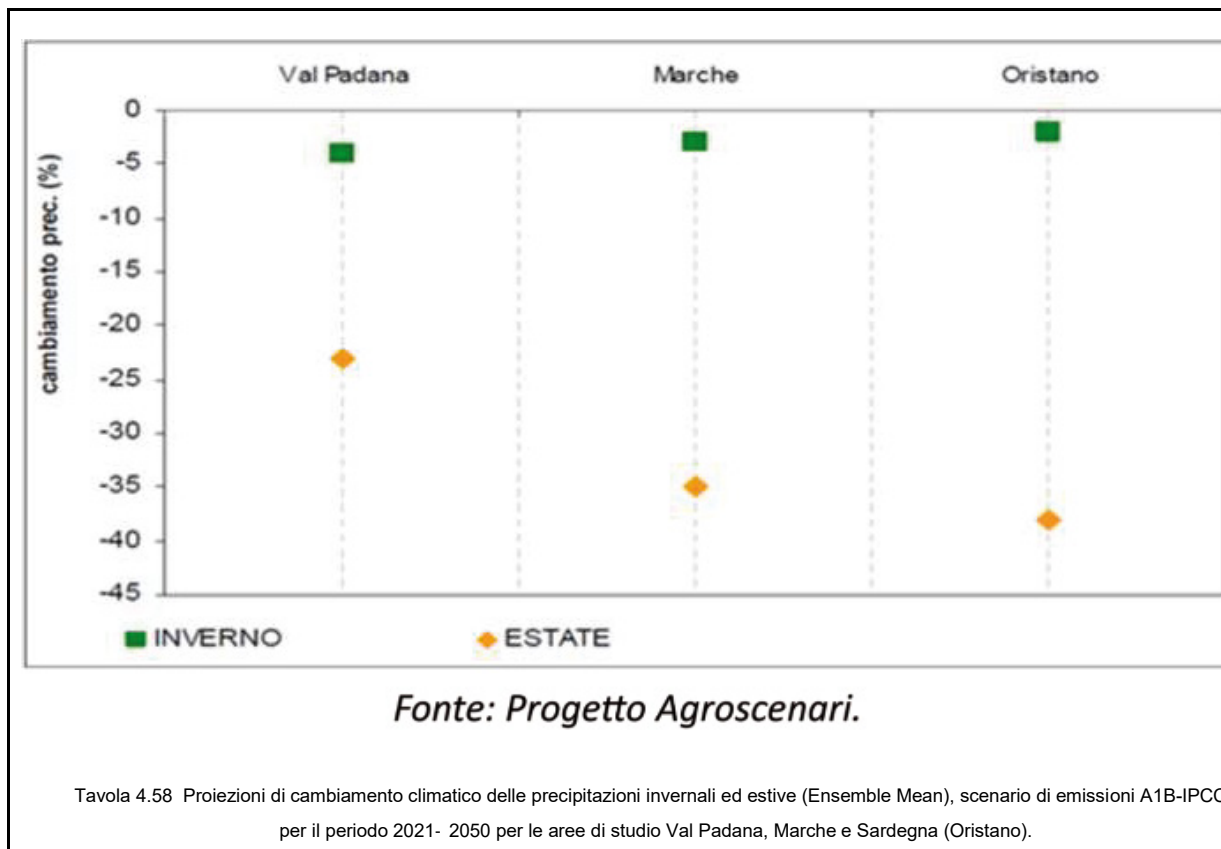 Val Padana Marche Oristano
0
-5
-10
-15
-20
-25
-30
-35
-40
-45
cambiamento prec. (%)
INVERNO ESTATE
Fonte: Progetto Agroscenari.
Tavola 4.58 Proiezioni di cambiamento climatico delle precipitazioni invernali ed estive (Ensemble Mean), scenario di emissioni A1B-IPCC
per il periodo 2021- 2050 per le aree di studio Val Padana, Marche e Sardegna (Oristano).